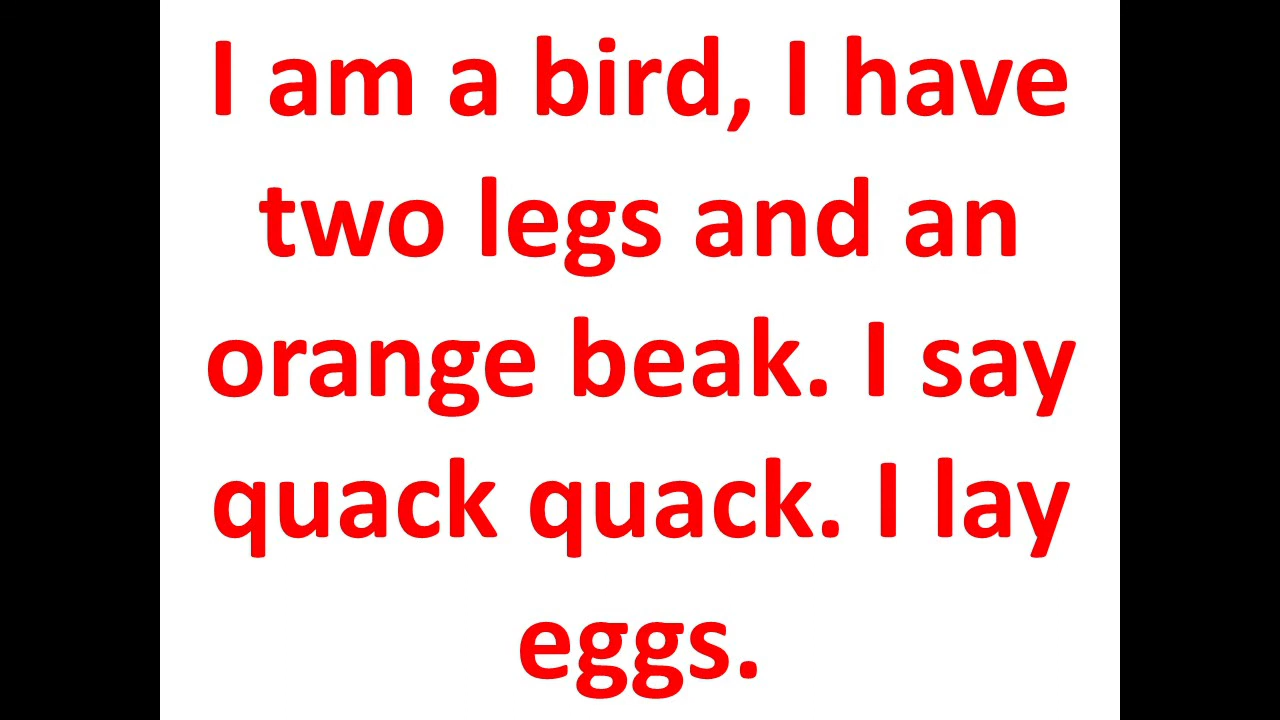 I am a bird, I have
two legs and an
orange beak. I say
quack quack. I lay
eggs.